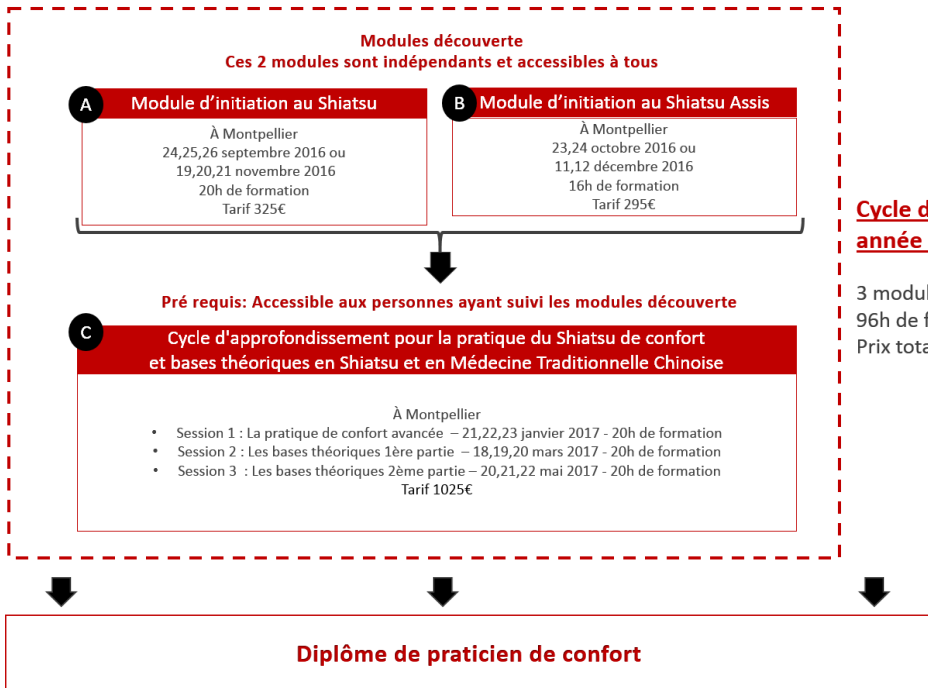 Modules découverte
Ces 2 modules sont indépendants et accessibles à tous
A
Module d'initiation au Shiatsu
À Montpellier
24,25,26 septembre 2016 ou
19,20,21 novembre 2016
20h de formation
Tarif 325€
B
Module d'initiation au Shiatsu Assis
À Montpellier
23,24 octobre 2016 ou
11,12 décembre 2016
16h de formation
Tarif 295€
Pré requis: Accessible aux personnes ayant suivi les modules découverte
C
Cycle d'approfondissement pour la pratique du Shiatsu de confort
et bases théoriques en Shiatsu et en Médecine Traditionnelle Chinoise
À Montpellier
• Session 1 : La pratique de confort avancée – 21,22,23 janvier 2017 - 20h de formation
• Session 2 : Les bases théoriques 1ère partie – 18,19,20 mars 2017 - 20h de formation
• Session 3 : Les bases théoriques 2ème partie – 20,21,22 mai 2017 - 20h de formation
Tarif 1025€
Cycle
année
3
96h de
Prix
Diplôme de praticien de confort